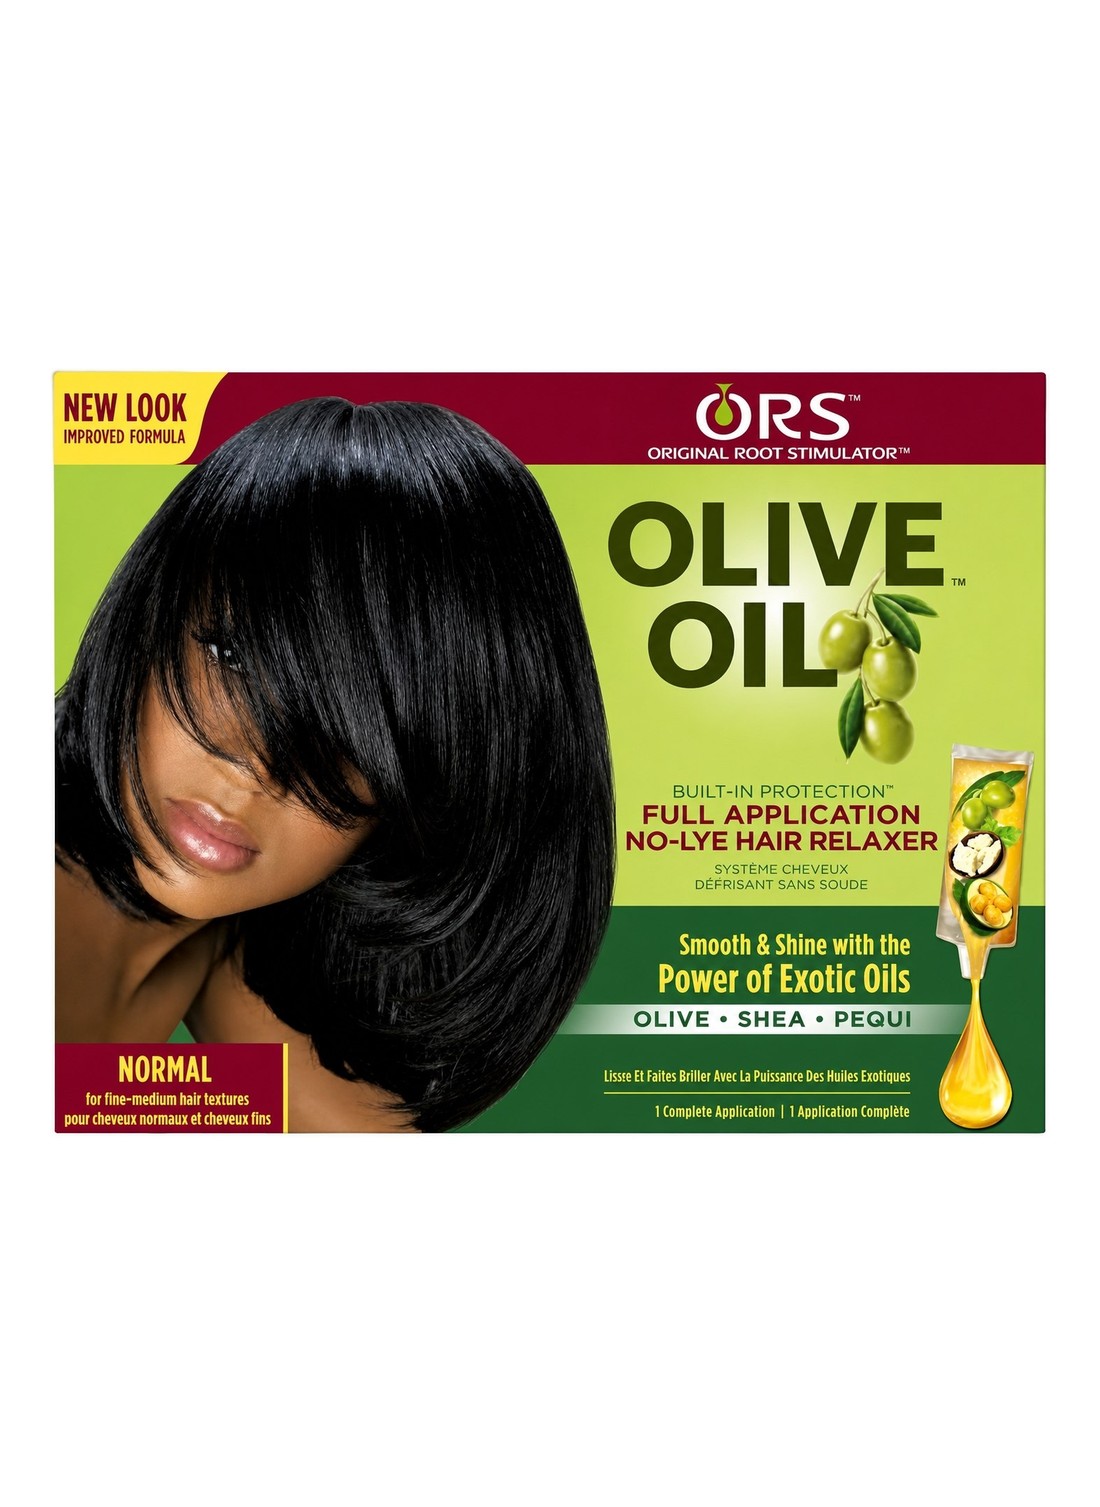 NEW LOOK
IMPROVED FORMULA
ORS™
ORIGINAL ROOT STIMULATOR™
OLIVE
OIL™
BUILT-IN PROTECTION™
FULL APPLICATION
NO-LYE HAIR RELAXER
SYSTÈME CHEVEUX
DÉFRISANT SANS SOUDE
Smooth & Shine with the
Power of Exotic Oils
OLIVE • SHEA • PEQUI
Lisse Et Faites Briller Avec La Puissance Des Huiles Exotiques
1 Complete Application | 1 Application Complète
NORMAL
for fine-medium hair textures
pour cheveux normaux et cheveux fins